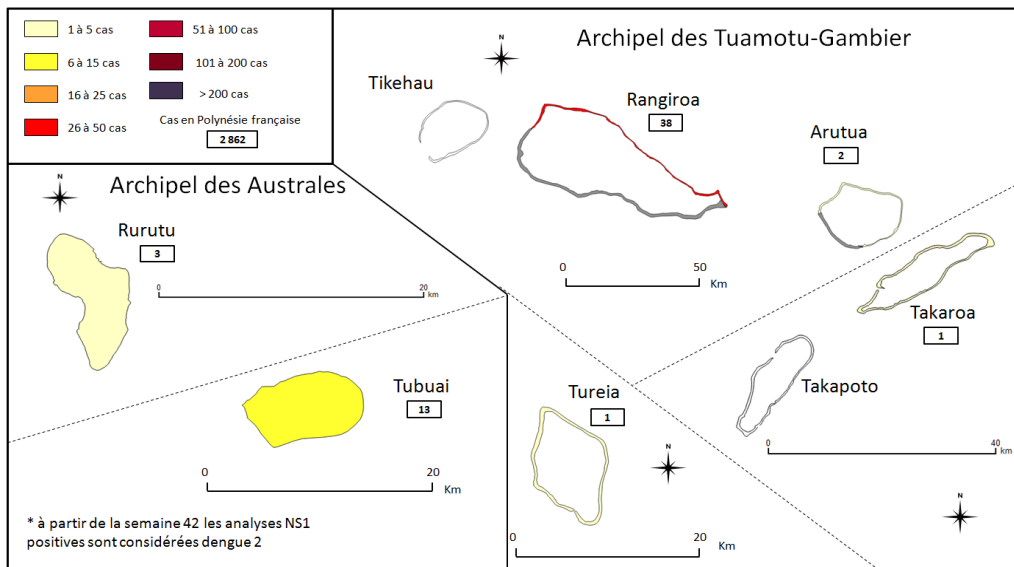 1 à 5 cas
6 à 15 cas
16 à 25 cas
26 à 50 cas
51 à 100 cas
101 à 200 cas
> 200 cas
Cas en Polynésie française
2 862
Archipel des Tuamotu-Gambier
N
Tikehau
Rangiroa
38
Arutua
2
0 50
Km
Takaroa
1
Takapoto
0 40
km
N
Archipel des Australes
N
Rurutu
3
0 20
km
Tubuai
13
0 20
Km
Tureia
1
N
0 20
Km
* à partir de la semaine 42 les analyses NS1
positives sont considérées dengue 2